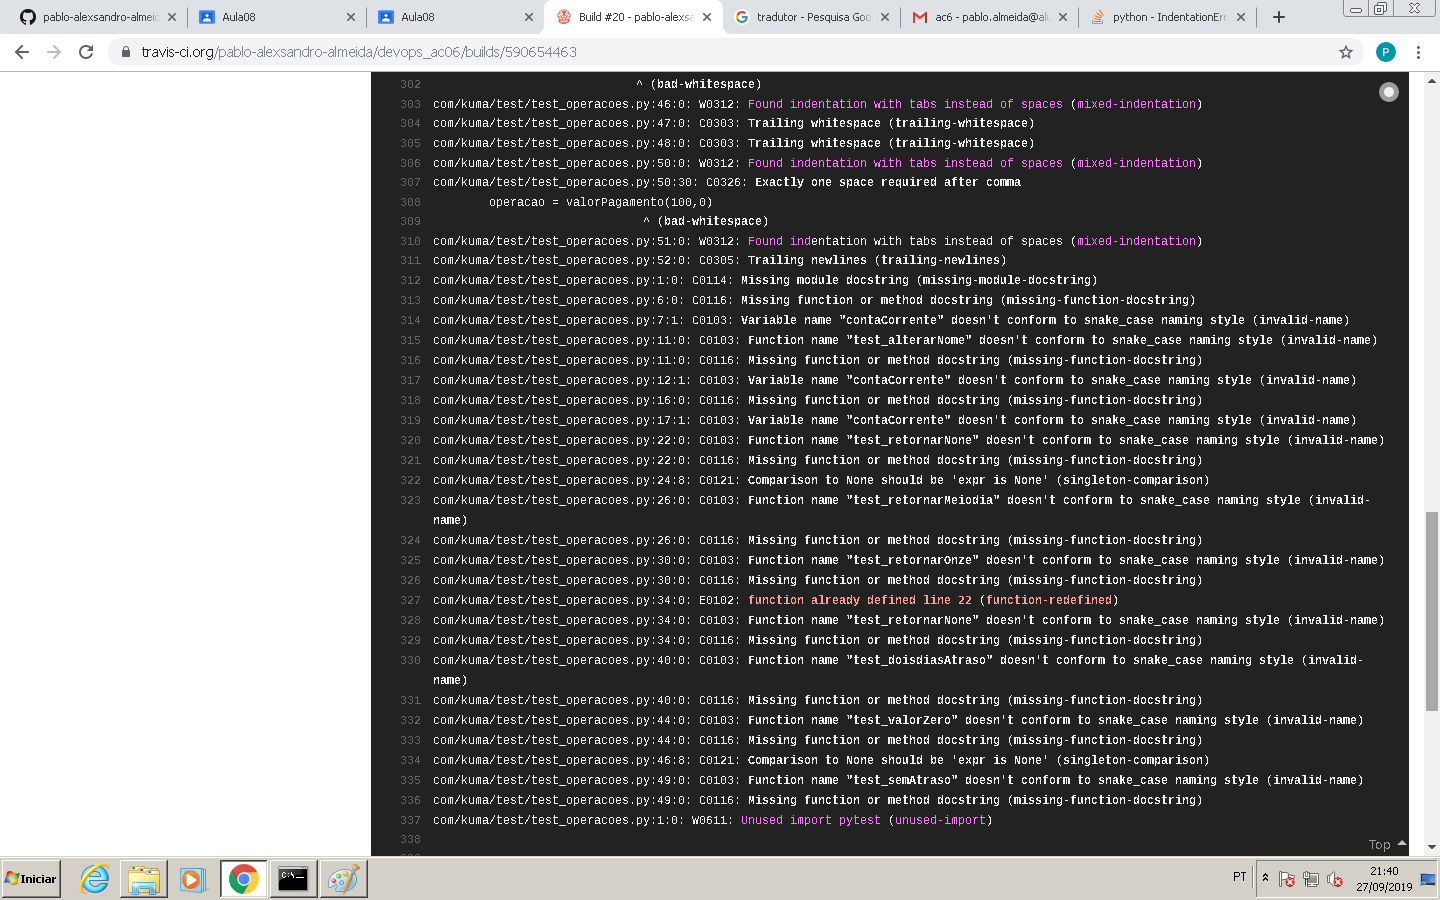 pablo-alexsandro-almeid
Aula08
Aula08
Build #20 - pablo-alexsa
tradutor - Pesquisa Goo
ac6 - pablo.almeida@alu
python - IndentationErr
travis-ci.org/pablo-alexsandro-almeida/devops_ac06/builds/590654463
P
302 ^ (bad-whitespace)
303 com/kuma/test/test_operacoes.py:46:0: W0312: Found indentation with tabs instead of spaces (mixed-indentation)
304 com/kuma/test/test_operacoes.py:47:0: C0303: Trailing whitespace (trailing-whitespace)
305 com/kuma/test/test_operacoes.py:48:0: C0303: Trailing whitespace (trailing-whitespace)
306 com/kuma/test/test_operacoes.py:50:0: W0312: Found indentation with tabs instead of spaces (mixed-indentation)
307 com/kuma/test/test_operacoes.py:50:30: C0326: Exactly one space required after comma
308 operacao = valorPagamento(100,0)
309 ^ (bad-whitespace)
310 com/kuma/test/test_operacoes.py:51:0: W0312: Found indentation with tabs instead of spaces (mixed-indentation)
311 com/kuma/test/test_operacoes.py:52:0: C0305: Trailing newlines (trailing-newlines)
312 com/kuma/test/test_operacoes.py:1:0: C0114: Missing module docstring (missing-module-docstring)
313 com/kuma/test/test_operacoes.py:6:0: C0116: Missing function or method docstring (missing-function-docstring)
314 com/kuma/test/test_operacoes.py:7:1: C0103: Variable name "contaCorrente" doesn't conform to snake_case naming style (invalid-name)
315 com/kuma/test/test_operacoes.py:11:0: C0103: Function name "test_alterarNome" doesn't conform to snake_case naming style (invalid-name)
316 com/kuma/test/test_operacoes.py:11:0: C0116: Missing function or method docstring (missing-function-docstring)
317 com/kuma/test/test_operacoes.py:12:1: C0103: Variable name "contaCorrente" doesn't conform to snake_case naming style (invalid-name)
318 com/kuma/test/test_operacoes.py:16:0: C0116: Missing function or method docstring (missing-function-docstring)
319 com/kuma/test/test_operacoes.py:17:1: C0103: Variable name "contaCorrente" doesn't conform to snake_case naming style (invalid-name)
320 com/kuma/test/test_operacoes.py:22:0: C0103: Function name "test_retornarNone" doesn't conform to snake_case naming style (invalid-name)
321 com/kuma/test/test_operacoes.py:22:0: C0116: Missing function or method docstring (missing-function-docstring)
322 com/kuma/test/test_operacoes.py:24:8: C0121: Comparison to None should be 'expr is None' (singleton-comparison)
323 com/kuma/test/test_operacoes.py:26:0: C0103: Function name "test_retornarMeiodia" doesn't conform to snake_case naming style (invalid-
name)
324 com/kuma/test/test_operacoes.py:26:0: C0116: Missing function or method docstring (missing-function-docstring)
325 com/kuma/test/test_operacoes.py:30:0: C0103: Function name "test_retornarOnze" doesn't conform to snake_case naming style (invalid-name)
326 com/kuma/test/test_operacoes.py:30:0: C0116: Missing function or method docstring (missing-function-docstring)
327 com/kuma/test/test_operacoes.py:34:0: E0102: function already defined line 22 (function-redefined)
328 com/kuma/test/test_operacoes.py:34:0: C0103: Function name "test_retornarNone" doesn't conform to snake_case naming style (invalid-name)
329 com/kuma/test/test_operacoes.py:34:0: C0116: Missing function or method docstring (missing-function-docstring)
330 com/kuma/test/test_operacoes.py:40:0: C0103: Function name "test_doisdiasAtraso" doesn't conform to snake_case naming style (invalid-
name)
331 com/kuma/test/test_operacoes.py:40:0: C0116: Missing function or method docstring (missing-function-docstring)
332 com/kuma/test/test_operacoes.py:44:0: C0103: Function name "test_valorZero" doesn't conform to snake_case naming style (invalid-name)
333 com/kuma/test/test_operacoes.py:44:0: C0116: Missing function or method docstring (missing-function-docstring)
334 com/kuma/test/test_operacoes.py:46:8: C0121: Comparison to None should be 'expr is None' (singleton-comparison)
335 com/kuma/test/test_operacoes.py:49:0: C0103: Function name "test_semAtraso" doesn't conform to snake_case naming style (invalid-name)
336 com/kuma/test/test_operacoes.py:49:0: C0116: Missing function or method docstring (missing-function-docstring)
337 com/kuma/test/test_operacoes.py:1:0: W0611: Unused import pytest (unused-import)
338
Top
Iniciar
PT
21:40
27/09/2019